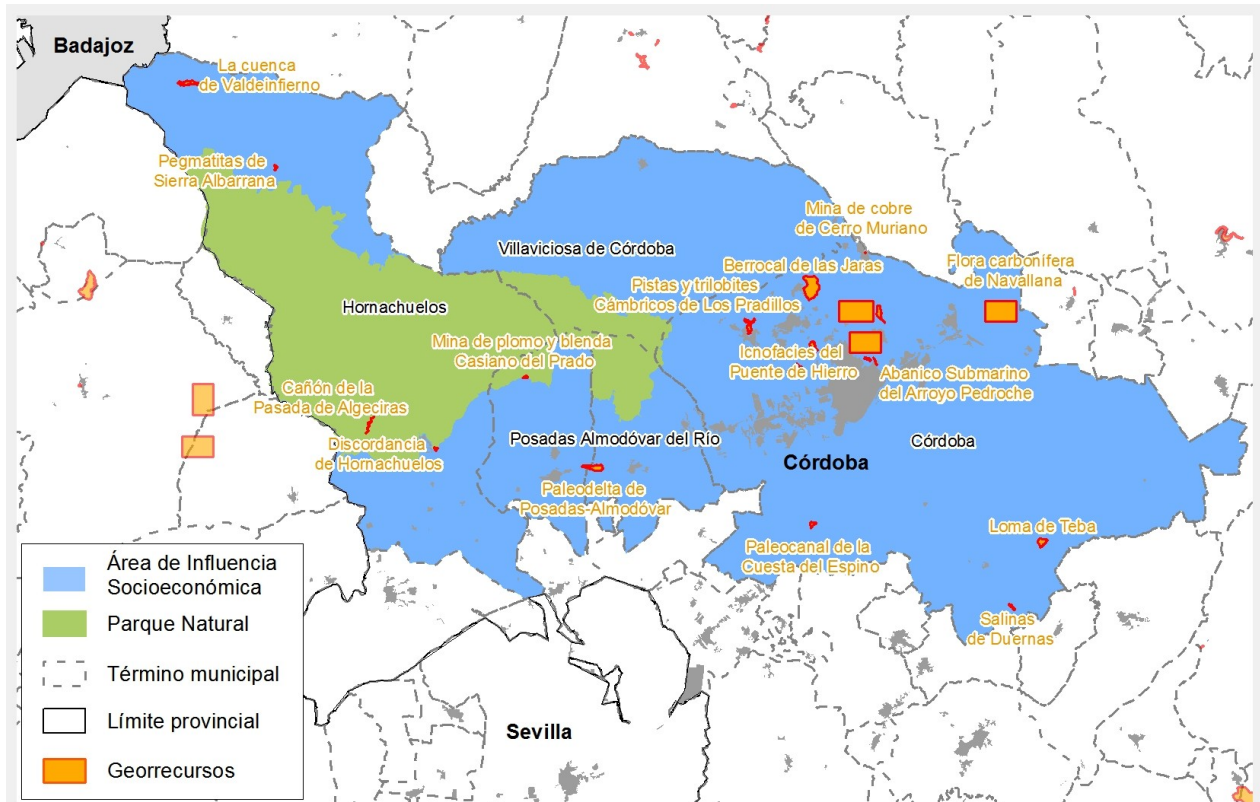 Badajoz
La cuenca
de Valdeinfierno
Pegmatitas de
Sierra Albarrana
Mina de cobre
de Cerro Muriano
Villaviciosa de Córdoba
Berrocal de las Jaras
Flora carbonífera
de Navallana
Pistas y trilobites
Cámbricos de Los Pradillos
Hornachuelos
Mina de plomo y blenda
Casiano del Prado
Icnofacies del
Puente de Hierro
Abanico Submarino
del Arroyo Pedroche
Cañón de la
Pasada de Algeciras
Discordancia
de Hornachuelos
Posadas Almodóvar del Río
Córdoba
Córdoba
Paleodelta de
Posadas-Almodóvar
Loma de Teba
Paleocanal de la
Cuesta del Espino
Salinas
de Duernas
Sevilla
Área de Influencia
Socioeconómica
Parque Natural
Término municipal
Límite provincial
Georrecursos